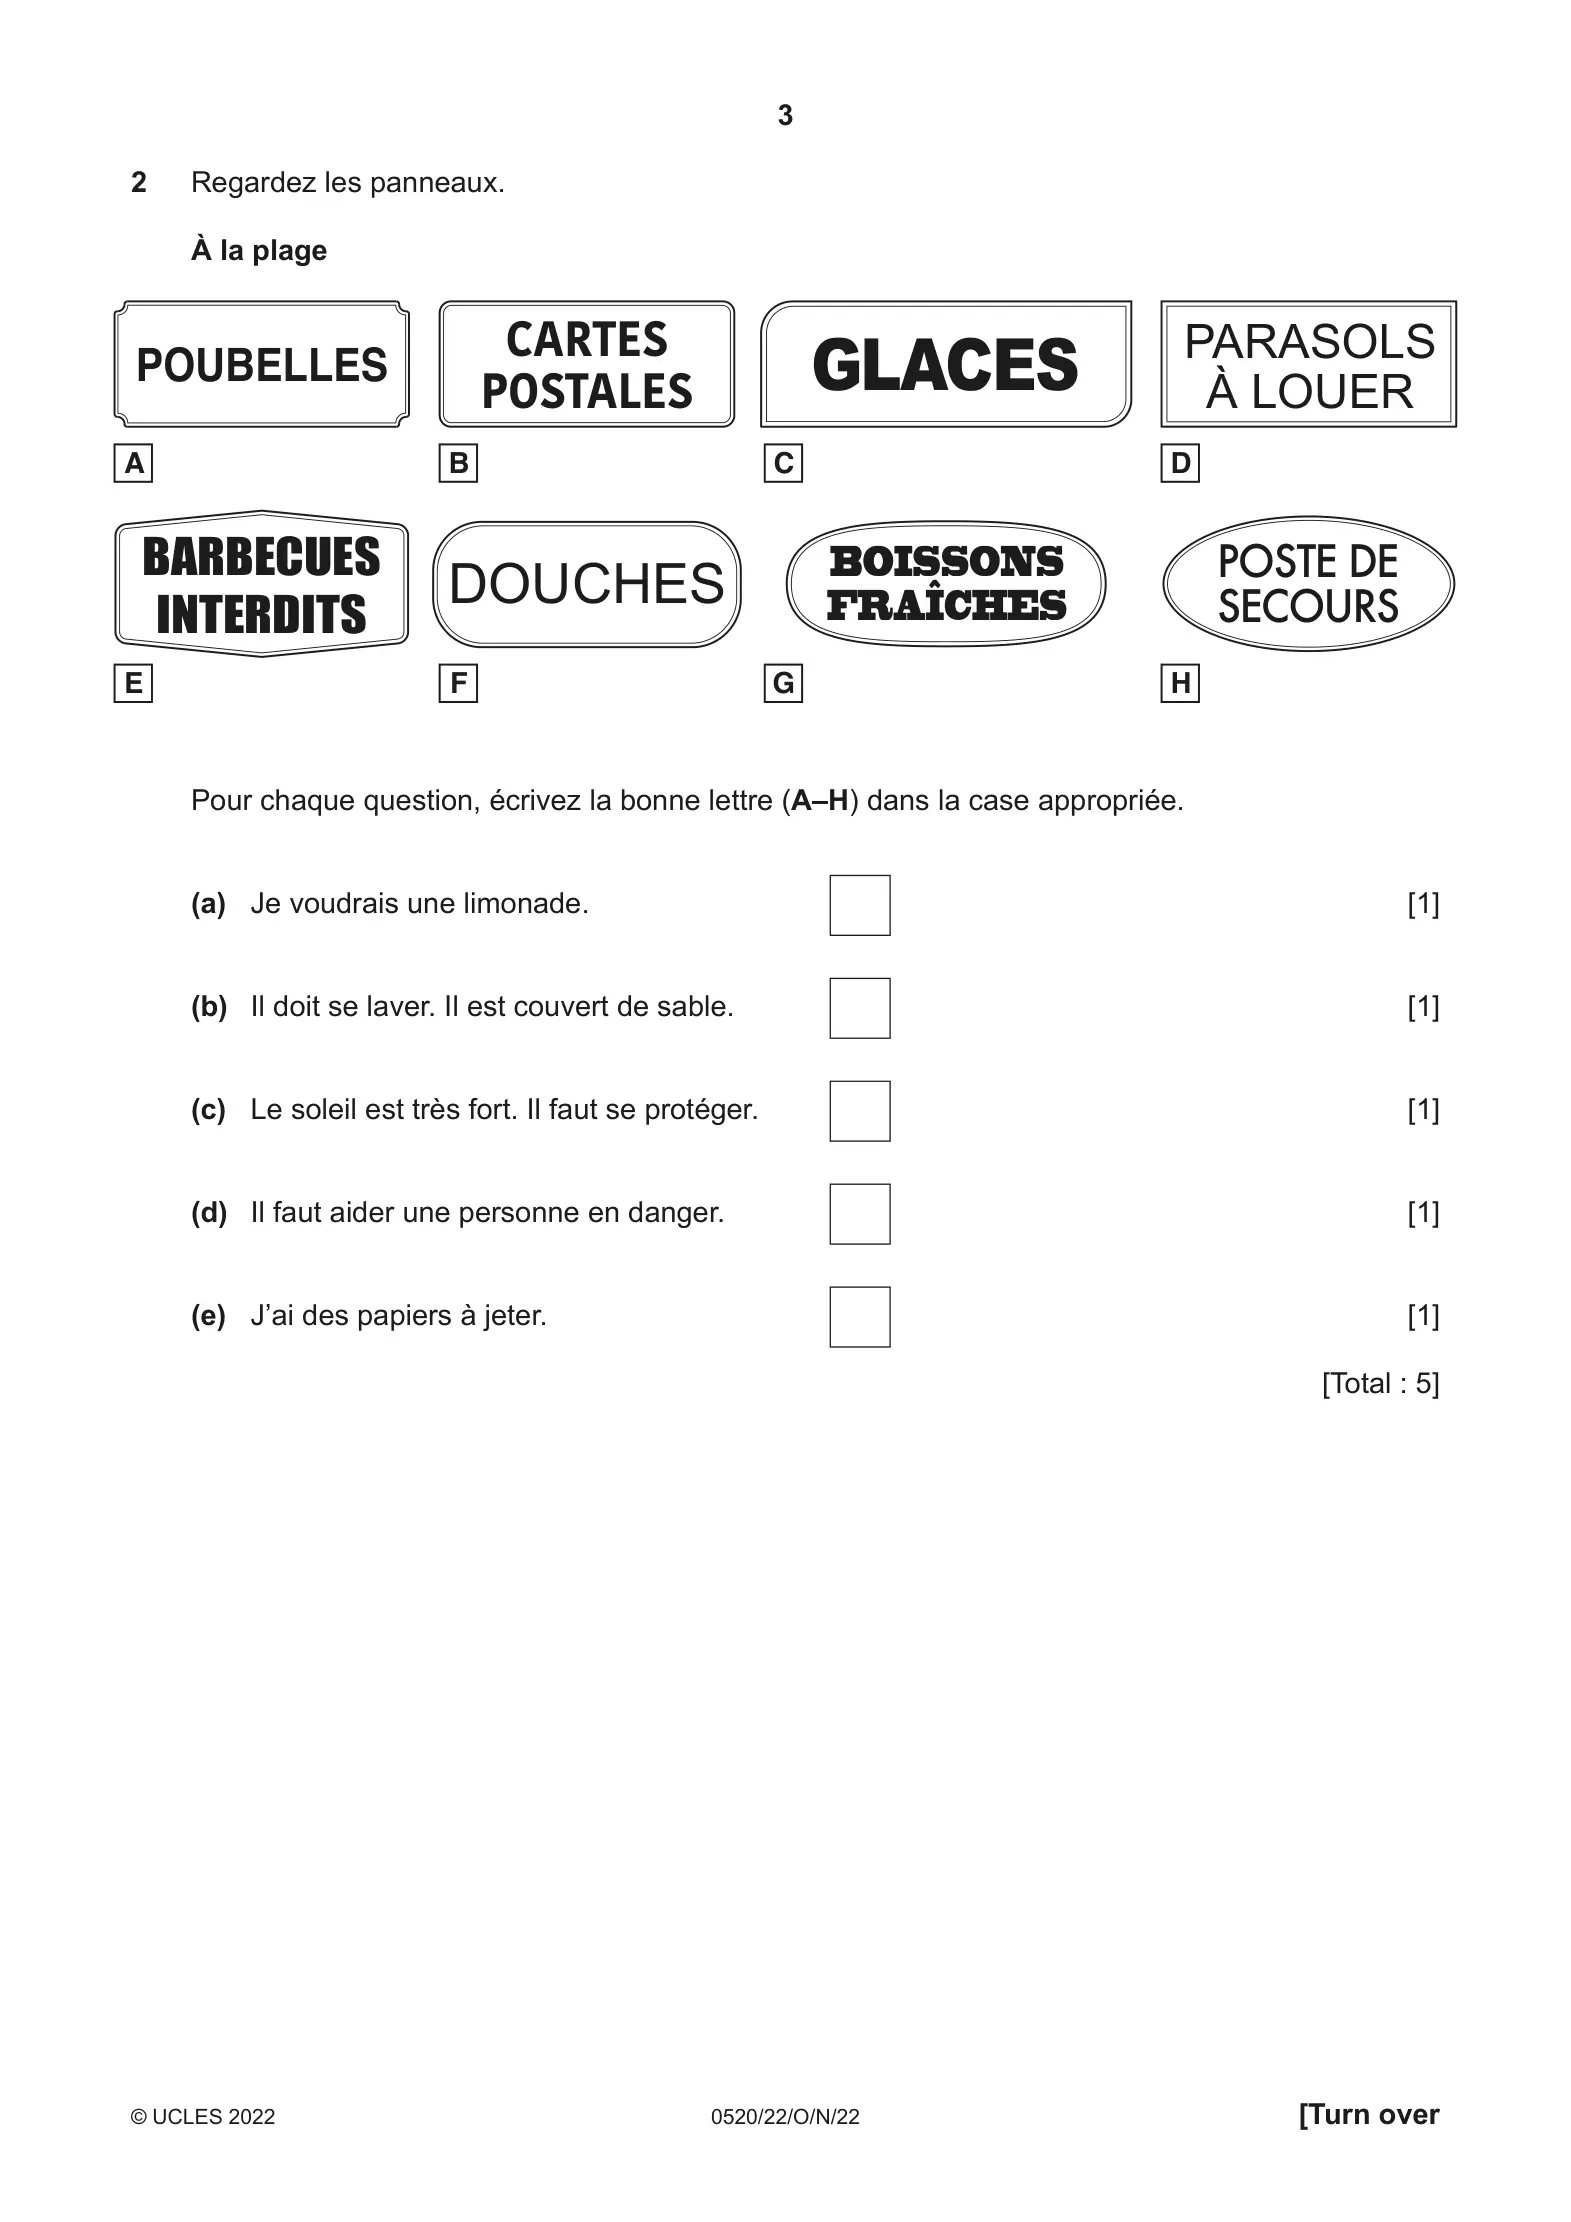 3
2 Regardez les panneaux.
À la plage
POUBELLES
CARTES
POSTALES
GLACES
PARASOLS
À LOUER
A
B
C
D
BARBECUES
INTERDITS
DOUCHES
BOISSONS
FRAÎCHES
POSTE DE
SECOURS
E
F
G
H
Pour chaque question, écrivez la bonne lettre (A–H) dans la case appropriée.
(a) Je voudrais une limonade. [1]
(b) Il doit se laver. Il est couvert de sable. [1]
(c) Le soleil est très fort. Il faut se protéger. [1]
(d) Il faut aider une personne en danger. [1]
(e) J’ai des papiers à jeter. [1]
[Total : 5]
© UCLES 2022 0520/22/O/N/22 [Turn over